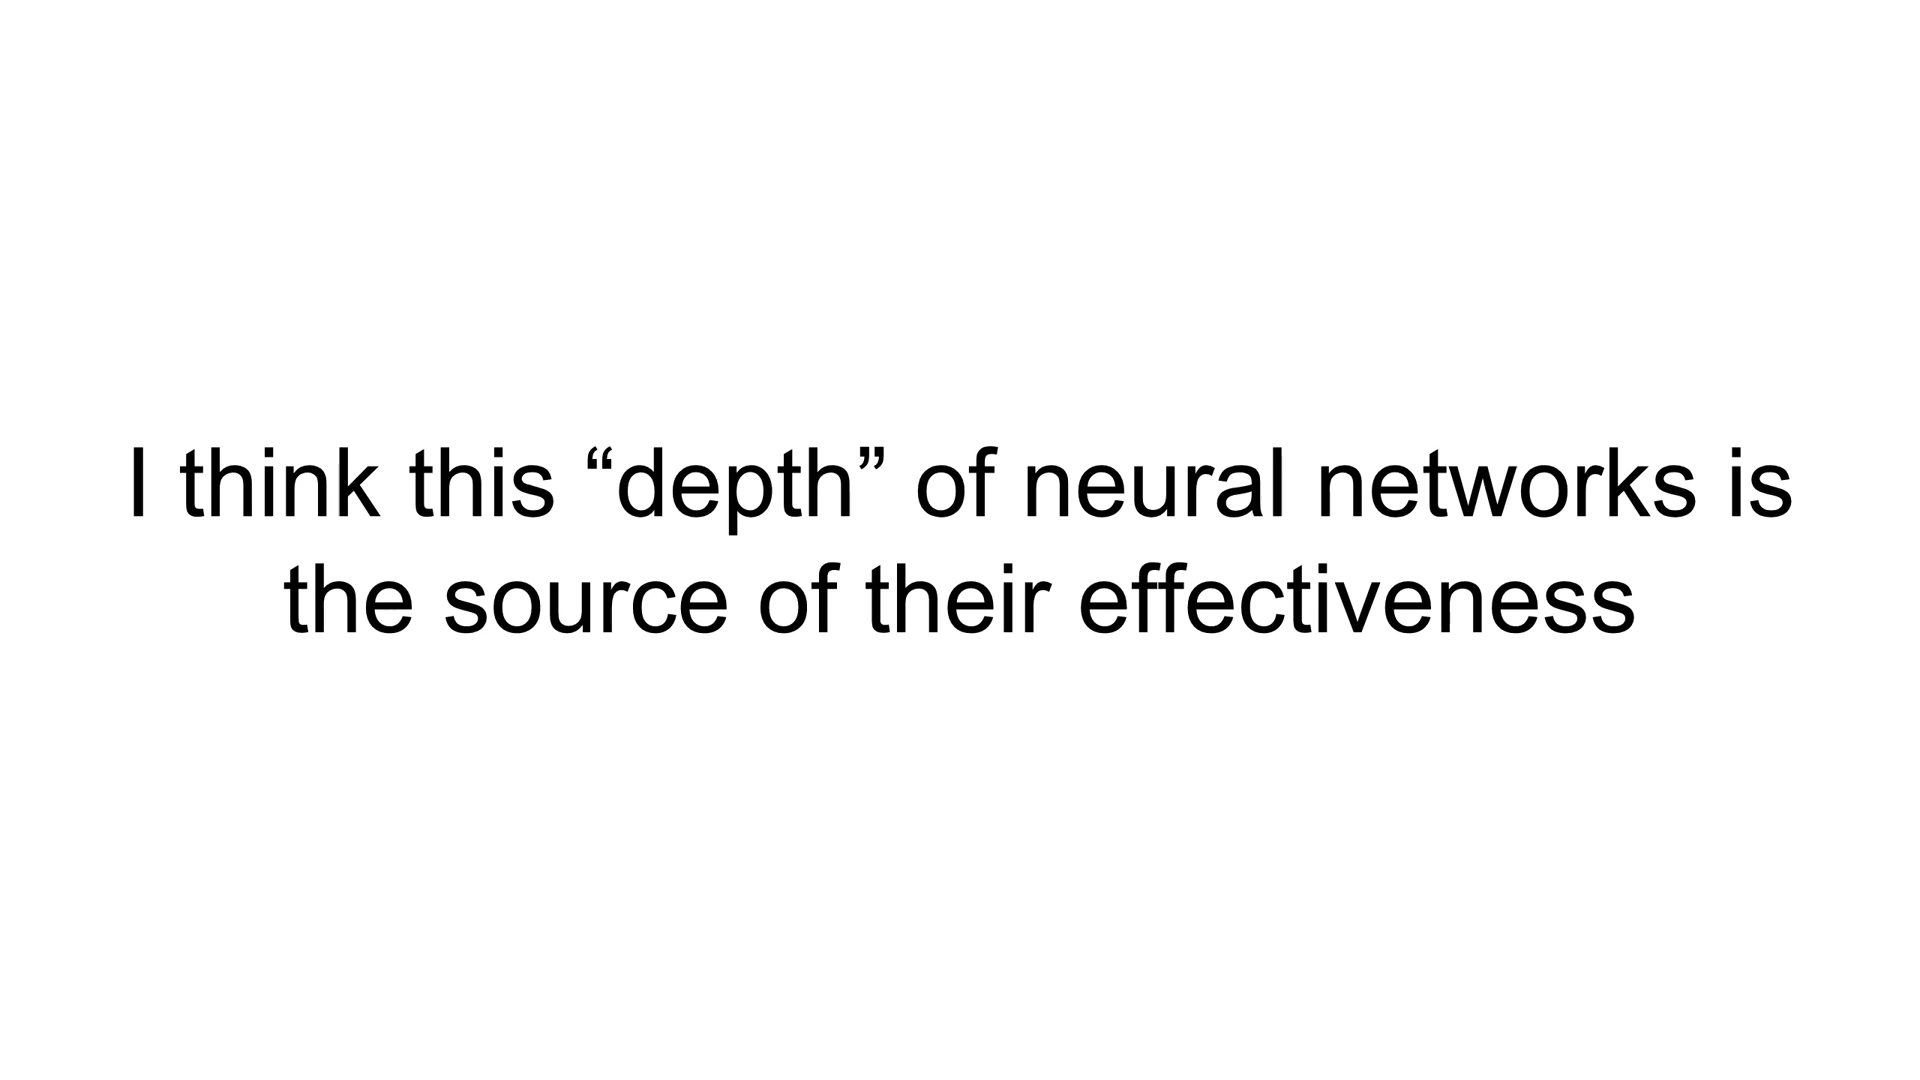 I think this “depth” of neural networks is
the source of their effectiveness